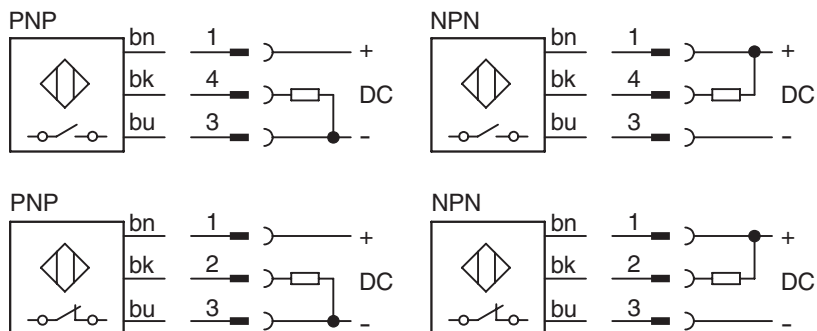 PNP
bn 1 +
bk 4 DC
bu 3 -
NPN
bn 1 +
bk 4 DC
bu 3 -
PNP
bn 1 +
bk 2 DC
bu 3 -
NPN
bn 1 +
bk 2 DC
bu 3 -